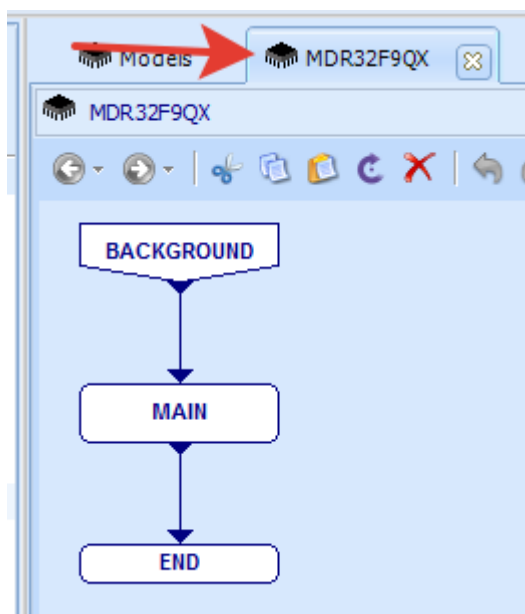 Models MDR32F9QX
MDR32F9QX
BACKGROUND
MAIN
END